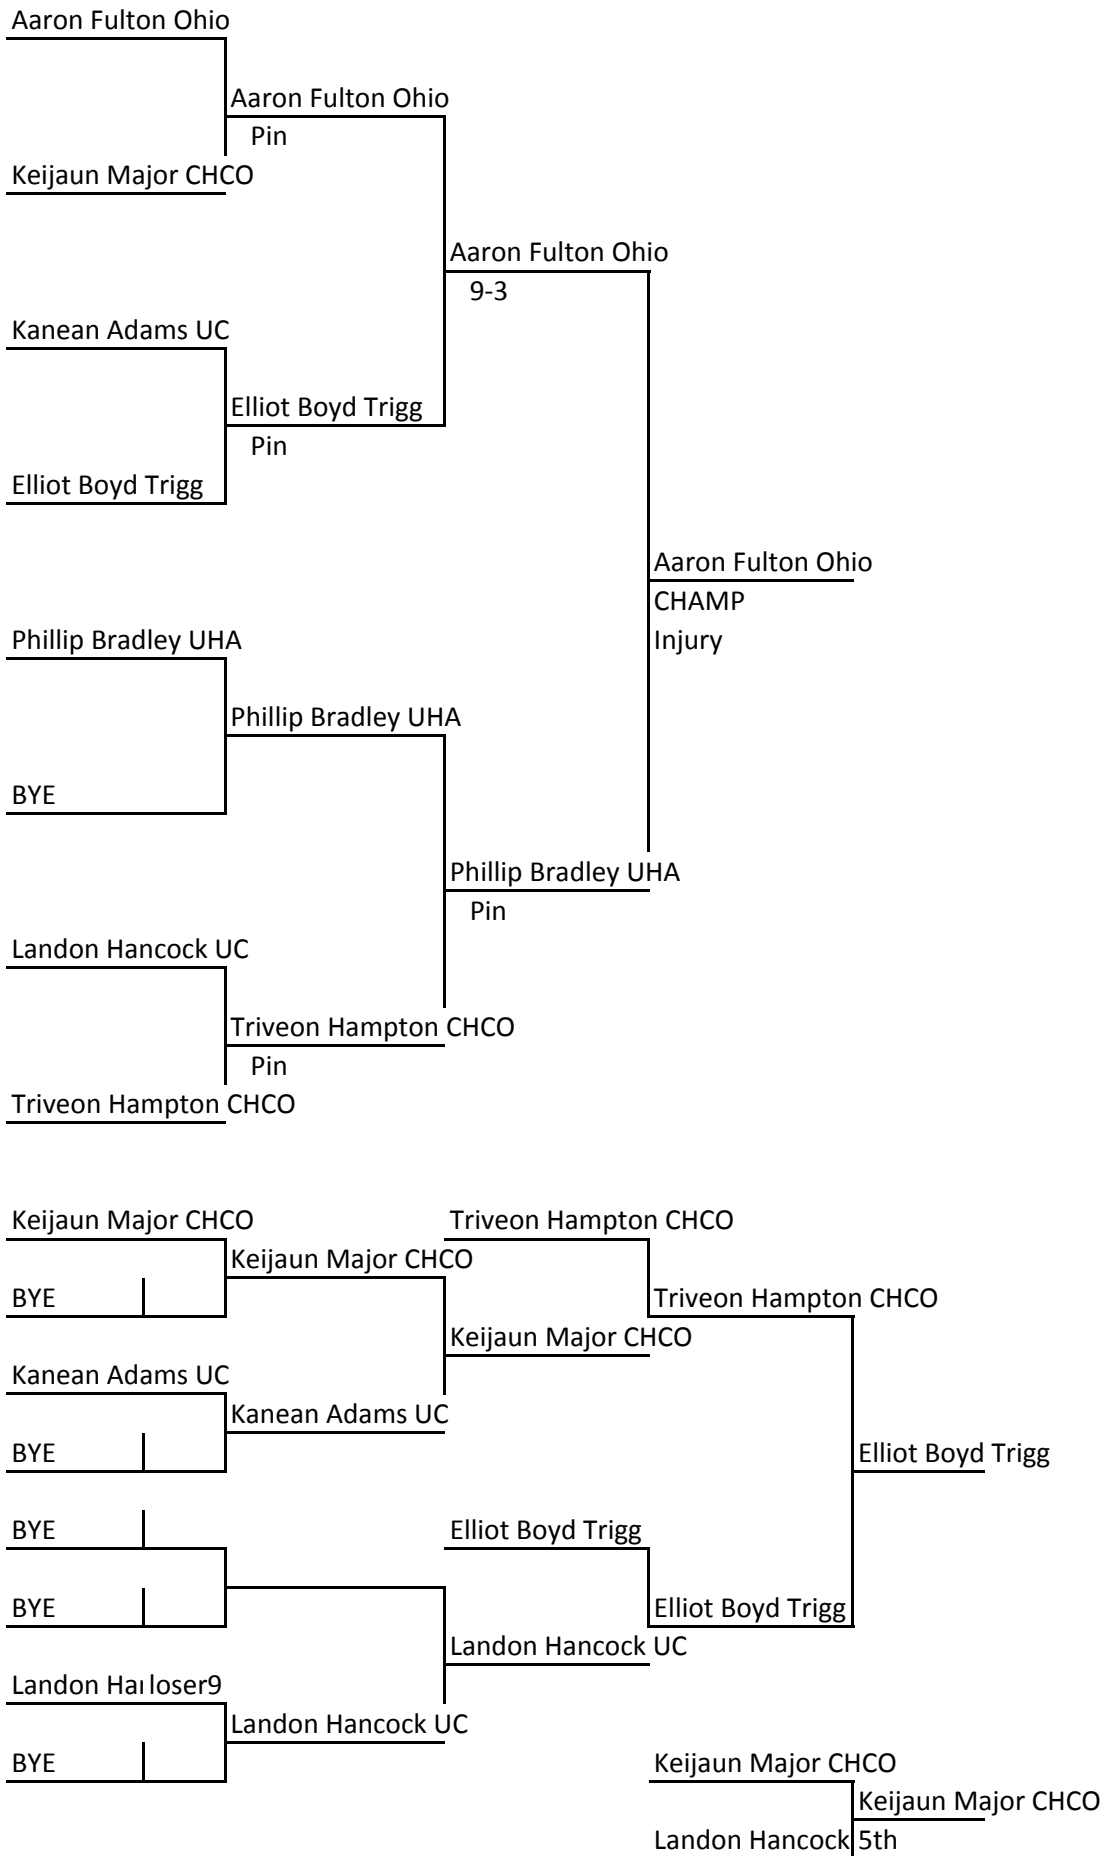 Aaron Fulton Ohio
Aaron Fulton Ohio
Pin
Keijaun Major CHCO
Aaron Fulton Ohio
9-3
Kanean Adams UC
Elliot Boyd Trigg
Pin
Elliot Boyd Trigg
Aaron Fulton Ohio
CHAMP
Phillip Bradley UHA
Injury
Phillip Bradley UHA
BYE
Phillip Bradley UHA
Pin
Landon Hancock UC
Triveon Hampton CHCO
Pin
Triveon Hampton CHCO
Keijaun Major CHCO
Triveon Hampton CHCO
Keijaun Major CHCO
BYE
Triveon Hampton CHCO
Keijaun Major CHCO
Kanean Adams UC
Kanean Adams UC
BYE
Elliot Boyd Trigg
BYE
Elliot Boyd Trigg
BYE
Elliot Boyd Trigg
Landon Hancock UC
Landon Hai loser9
Landon Hancock UC
BYE
Keijaun Major CHCO
Keijaun Major CHCO
Landon Hancock 5th